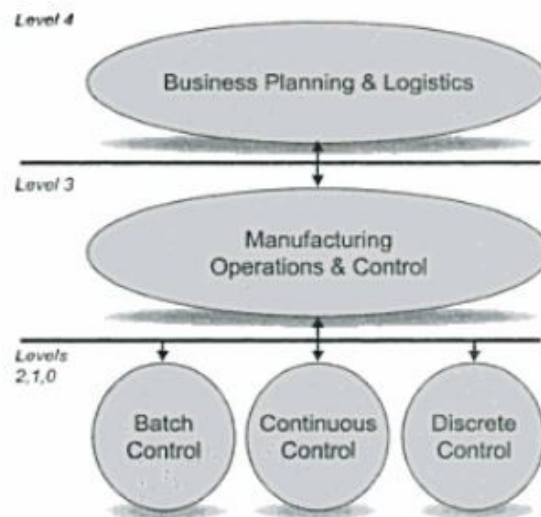 Level 4
Business Planning & Logistics
Level 3
Manufacturing
Operations & Control
Levels
2,1,0
Batch
Control
Continuous
Control
Discrete
Control